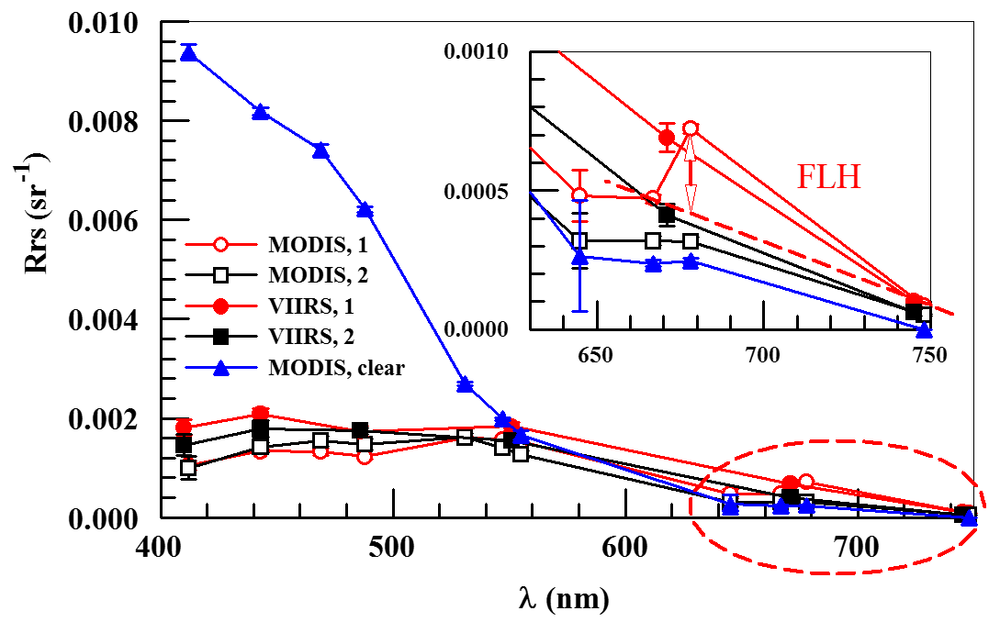 0.010
0.008
0.006
0.004
0.002
0.000
Rrs (sr-1)
400
500
600
700
λ (nm)
MODIS, 1
MODIS, 2
VIIRS, 1
VIIRS, 2
MODIS, clear
0.0010
0.0005
0.0000
650
700
750
FLH